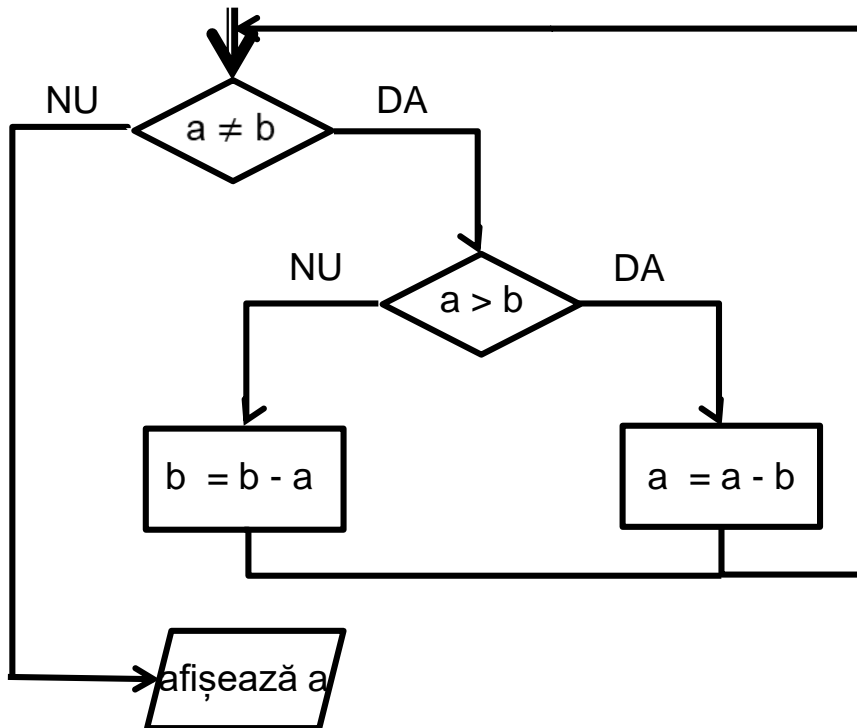 NU
DA
a ≠ b
NU
DA
a > b
b = b - a
a = a - b
afișează a